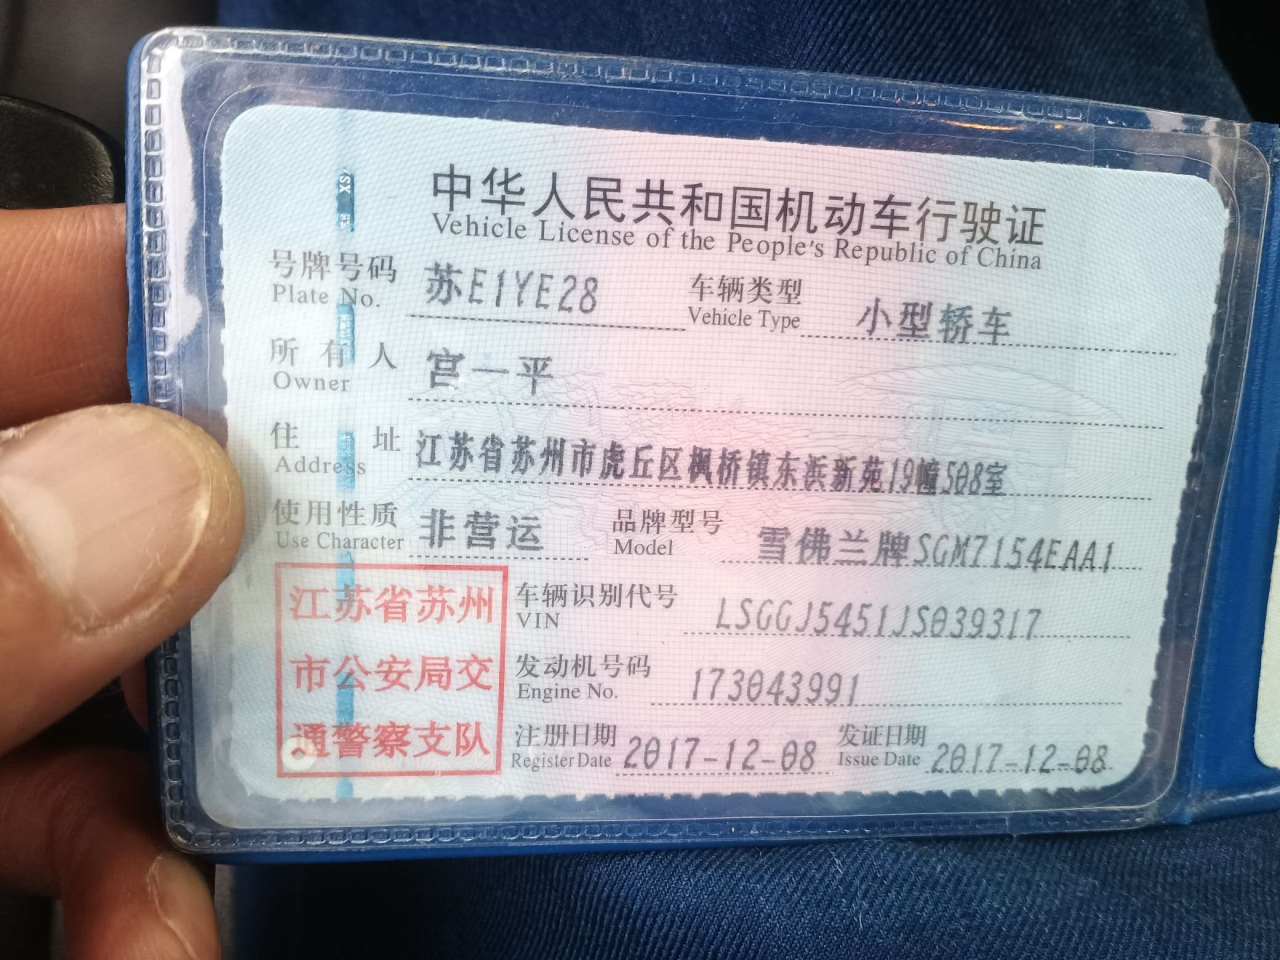 中华人民共和国机动车行驶证
Vehicle License of the People's Republic of China
号牌号码 苏E1YE28 车辆类型 小型轿车
Plate No. Vehicle Type
所有人 宫一平
Owner
住址 江苏省苏州市虎丘区枫桥镇东浜新苑19幢508室
Address
使用性质 非营运 品牌型号 雪佛兰牌SGM7154EAA1
Use Character Model
江苏省苏州
市公安局交
通警察支队
车辆识别代号 LSGGJ5451JS039317
VIN
发动机号码 173043991
Engine No.
注册日期 2017-12-08 发证日期 2017-12-08
Register Date Issue Date